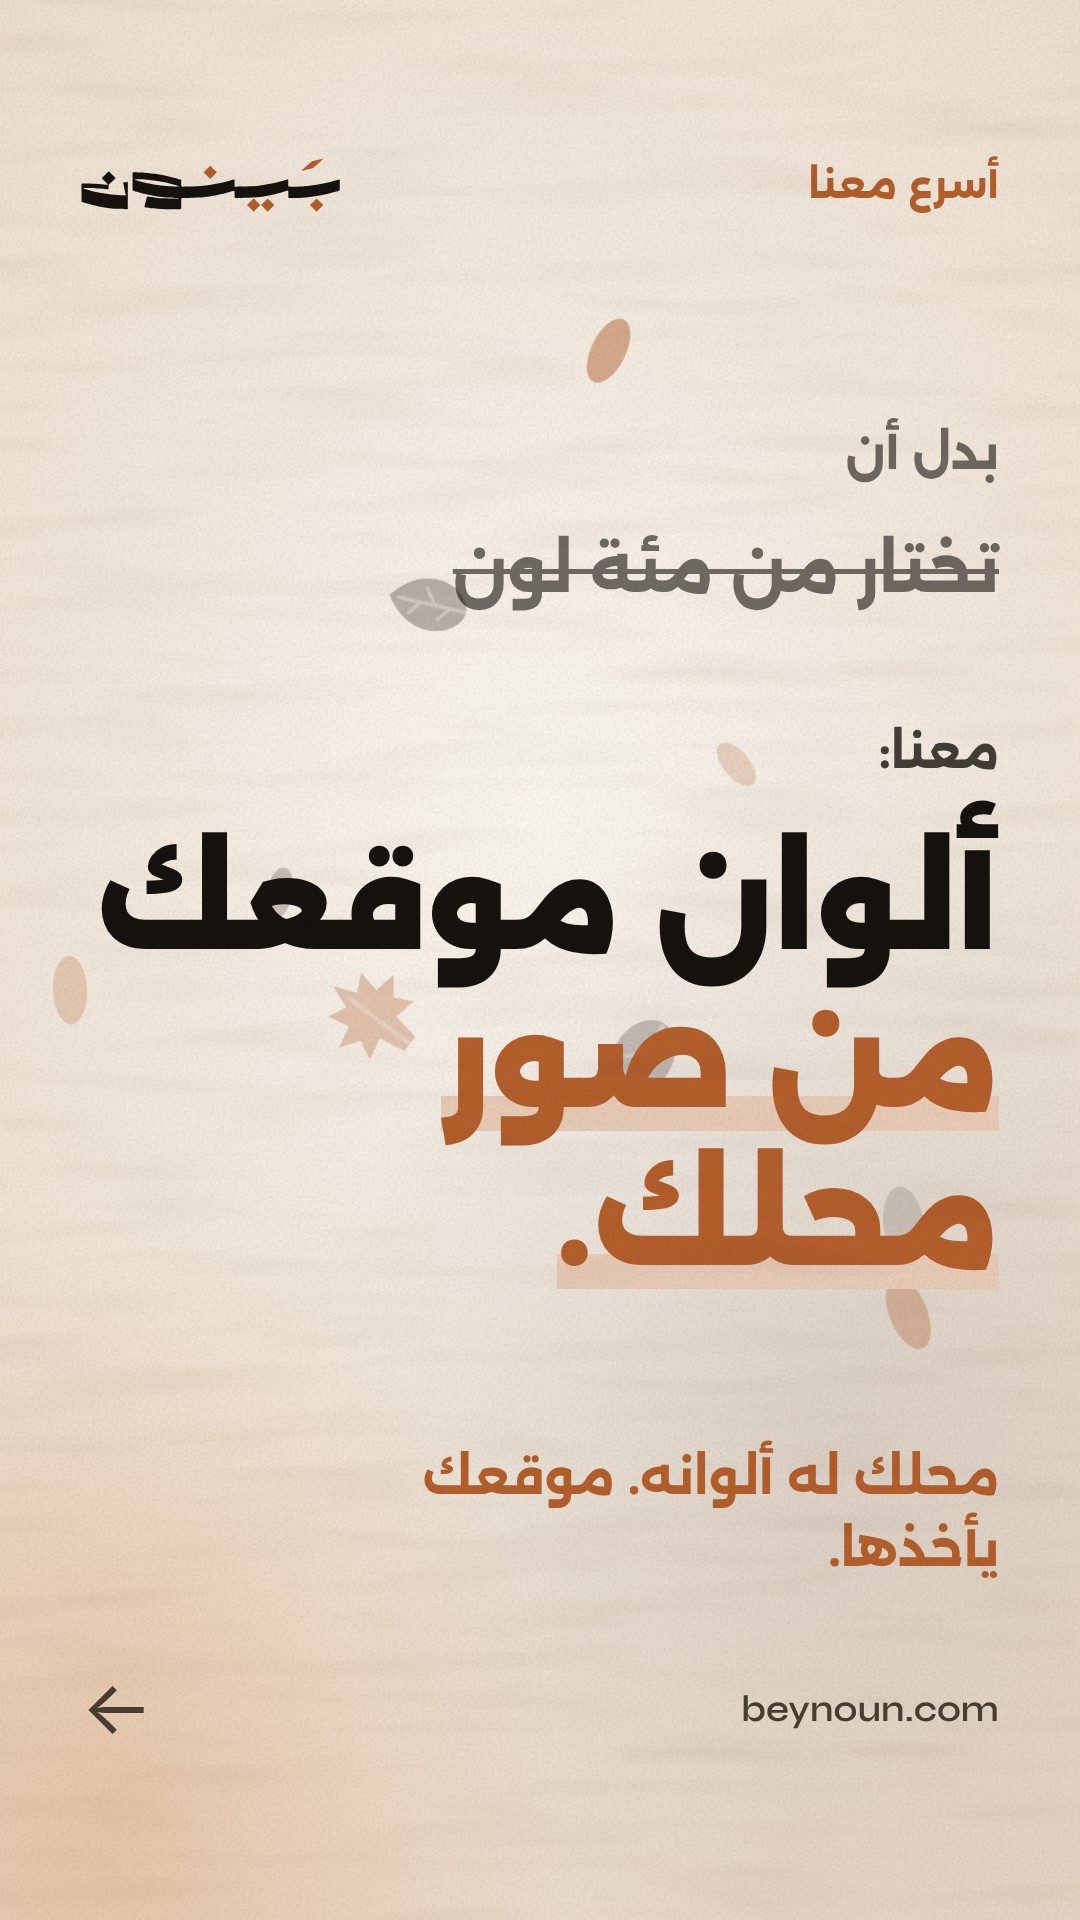 أسرع معنا
بَينون
بدل أن
تختار من مئة لون
معنا:
ألوان موقعك
من صور
محلك.
محلك له ألوانه. موقعك
يأخذها.
beynoun.com